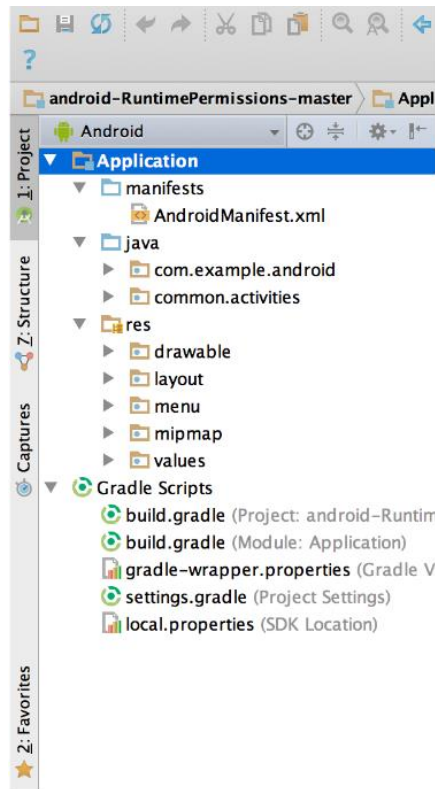 ?
android-RuntimePermissions-master
Appl
Android
Application
manifests
AndroidManifest.xml
java
com.example.android
common.activities
res
drawable
layout
menu
mipmap
values
Gradle Scripts
build.gradle (Project: android-Runtim
build.gradle (Module: Application)
gradle-wrapper.properties (Gradle V
settings.gradle (Project Settings)
local.properties (SDK Location)
1: Project
Z: Structure
Captures
2: Favorites